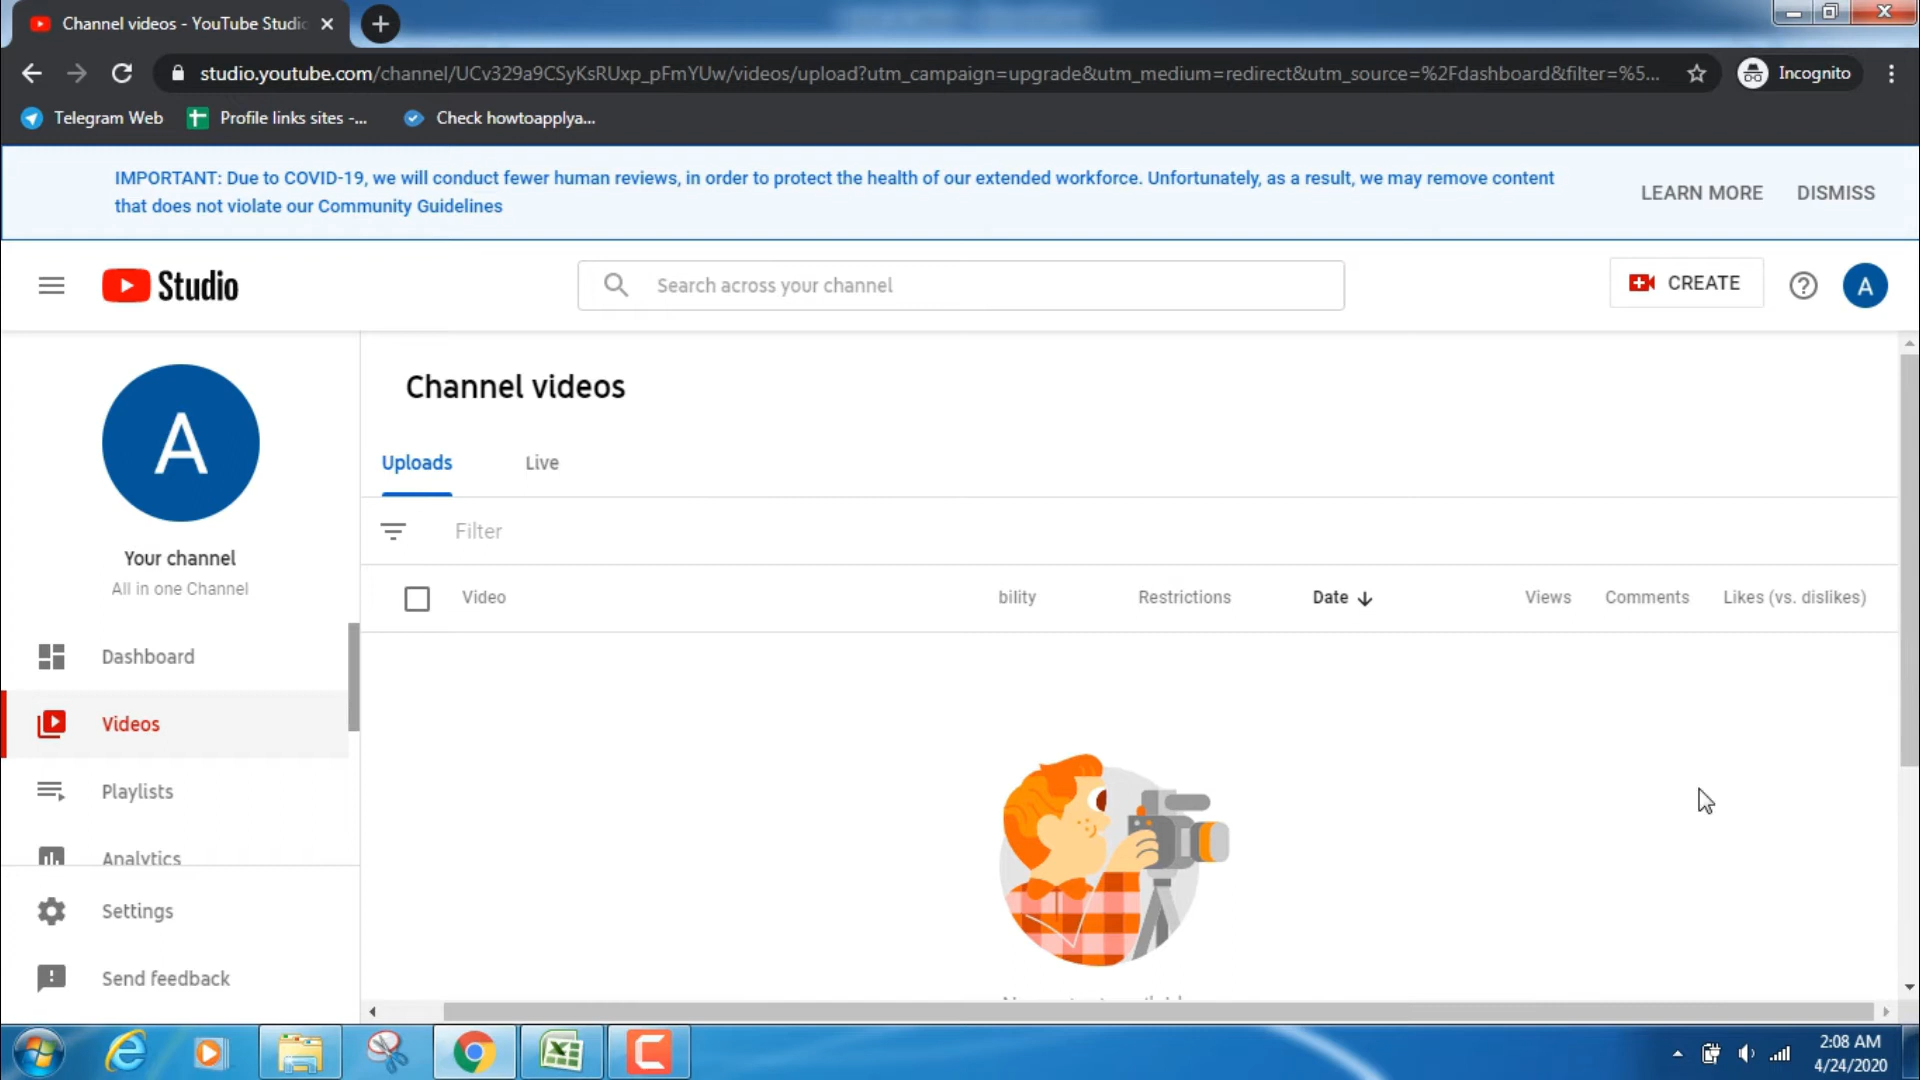 Channel videos - YouTube Studio
studio.youtube.com/channel/UCv329a9CSyKsRUxp_pFmYUw/videos/upload?utm_campaign=upgrade&utm_medium=redirect&utm_source=%2Fdashboard&filter=%5...
Incognito
Telegram Web
Profile links sites -...
Check howtoapplya...
IMPORTANT: Due to COVID-19, we will conduct fewer human reviews, in order to protect the health of our extended workforce. Unfortunately, as a result, we may remove content
that does not violate our Community Guidelines
LEARN MORE
DISMISS
Studio
Search across your channel
CREATE
A
A
Your channel
All in one Channel
Dashboard
Videos
Playlists
Analytics
Settings
Send feedback
Channel videos
Uploads
Live
Filter
Video
bility
Restrictions
Date
Views
Comments
Likes (vs. dislikes)
2:08 AM
4/24/2020